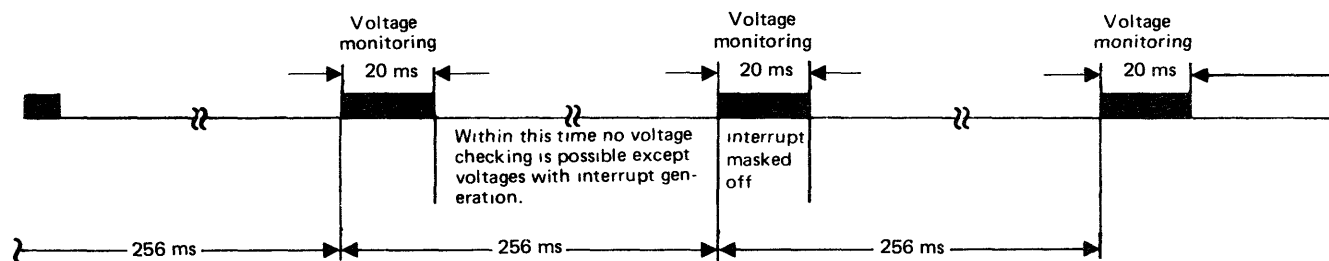 Voltage
monitoring
20 ms
Voltage
monitoring
20 ms
Voltage
monitoring
20 ms
Within this time no voltage
checking is possible except
voltages with interrupt gen-
eration.
interrupt
masked
off
256 ms
256 ms
256 ms